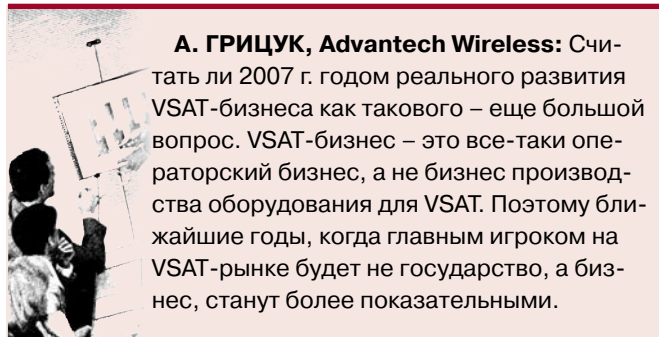 А. ГРИЦУК, Advantech Wireless: Счи-
тать ли 2007 г. годом реального развития
VSAT-бизнеса как такового – еще большой
вопрос. VSAT-бизнес – это все-таки опе-
раторский бизнес, а не бизнес производ-
ства оборудования для VSAT. Поэтому бли-
жайшие годы, когда главным игроком на
VSAT-рынке будет не государство, а биз-
нес, станут более показательными.